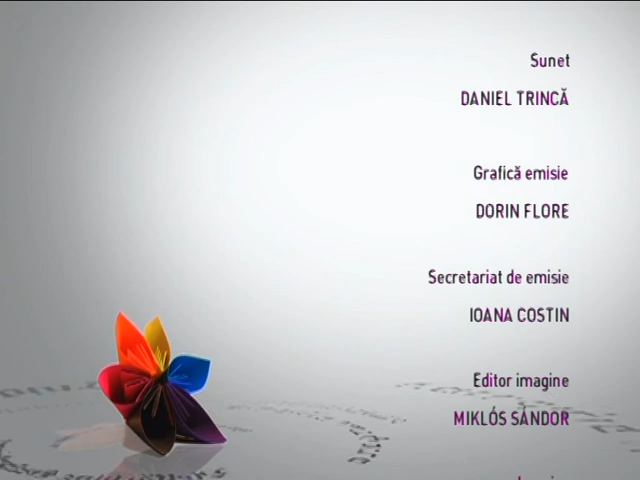 Sunet
DANIEL TRINCĂ
Grafică emisie
DORIN FLORE
Secretariat de emisie
IOANA COSTIN
Editor imagine
MIKLÓS SÁNDOR